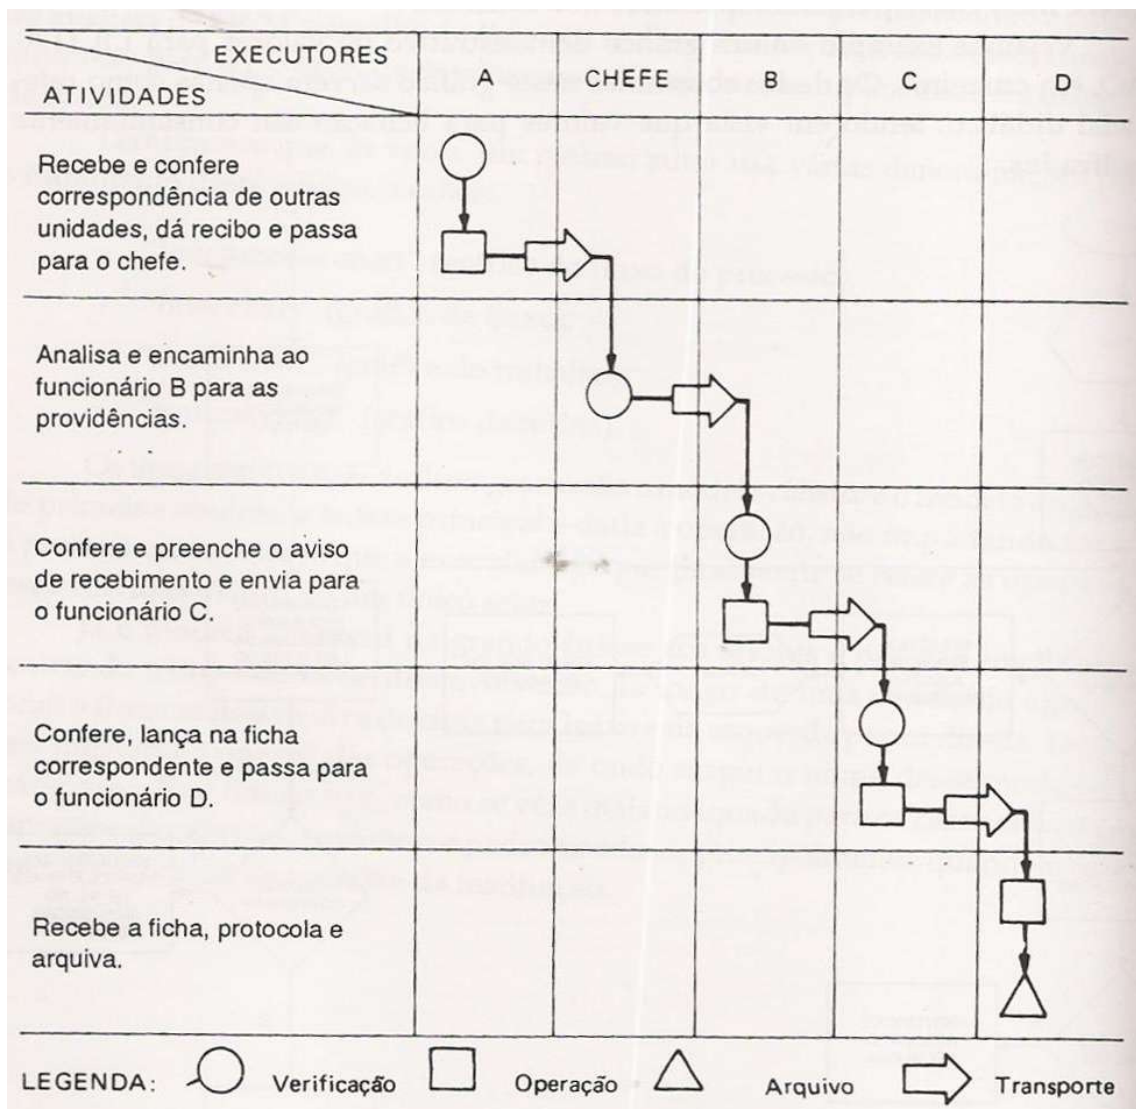 EXECUTORES
ATIVIDADES
A
CHEFE
B
C
D
Recebe e confere
correspondência de outras
unidades, dá recibo e passa
para o chefe.
Analisa e encaminha ao
funcionário B para as
providências.
Confere e preenche o aviso
de recebimento e envia para
o funcionário C.
Confere, lança na ficha
correspondente e passa para
o funcionário D.
Recebe a ficha, protocola e
arquiva.
LEGENDA: Verificação Operação Arquivo Transporte